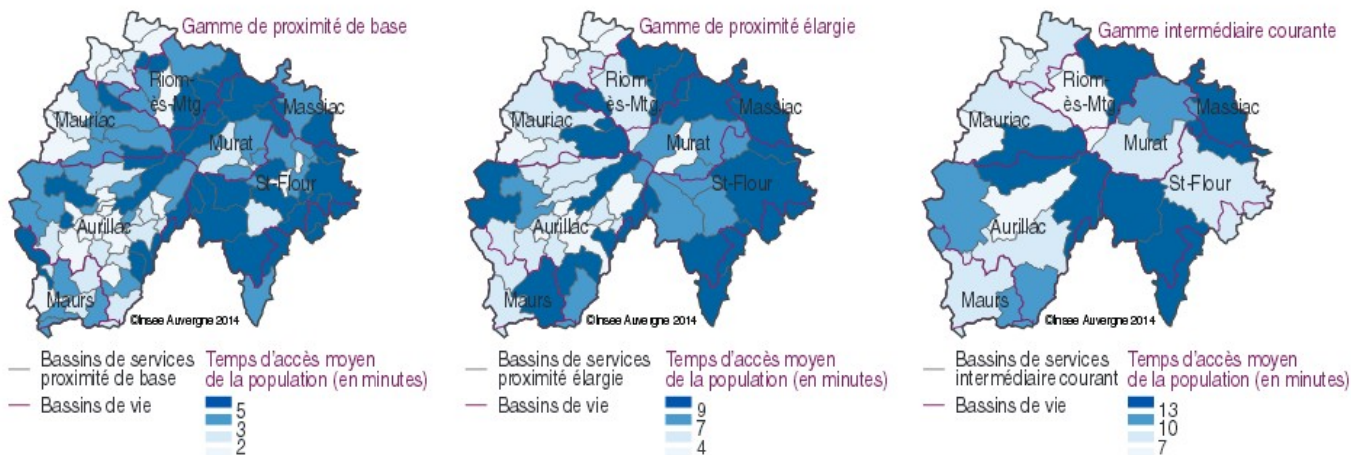 Gamme de proximité de base
Riom-
ès-Mtg.
Massiac
Mauriac
Murat
St-Flour
Aurillac
Maurs
©Insee Auvergne 2014
Bassins de services
proximité de base
Bassins de vie
Temps d'accès moyen
de la population (en minutes)
5
3
2
Gamme de proximité élargie
Riom-
ès-Mtg.
Massiac
Mauriac
Murat
St-Flour
Aurillac
Maurs
©Insee Auvergne 2014
Bassins de services
proximité élargie
Bassins de vie
Temps d'accès moyen
de la population (en minutes)
9
7
4
Gamme intermédiaire courante
Riom-
ès-Mtg.
Massiac
Mauriac
Murat
St-Flour
Aurillac
Maurs
©Insee Auvergne 2014
Bassins de services
intermédiaire courant
Bassins de vie
Temps d'accès moyen
de la population (en minutes)
13
10
7